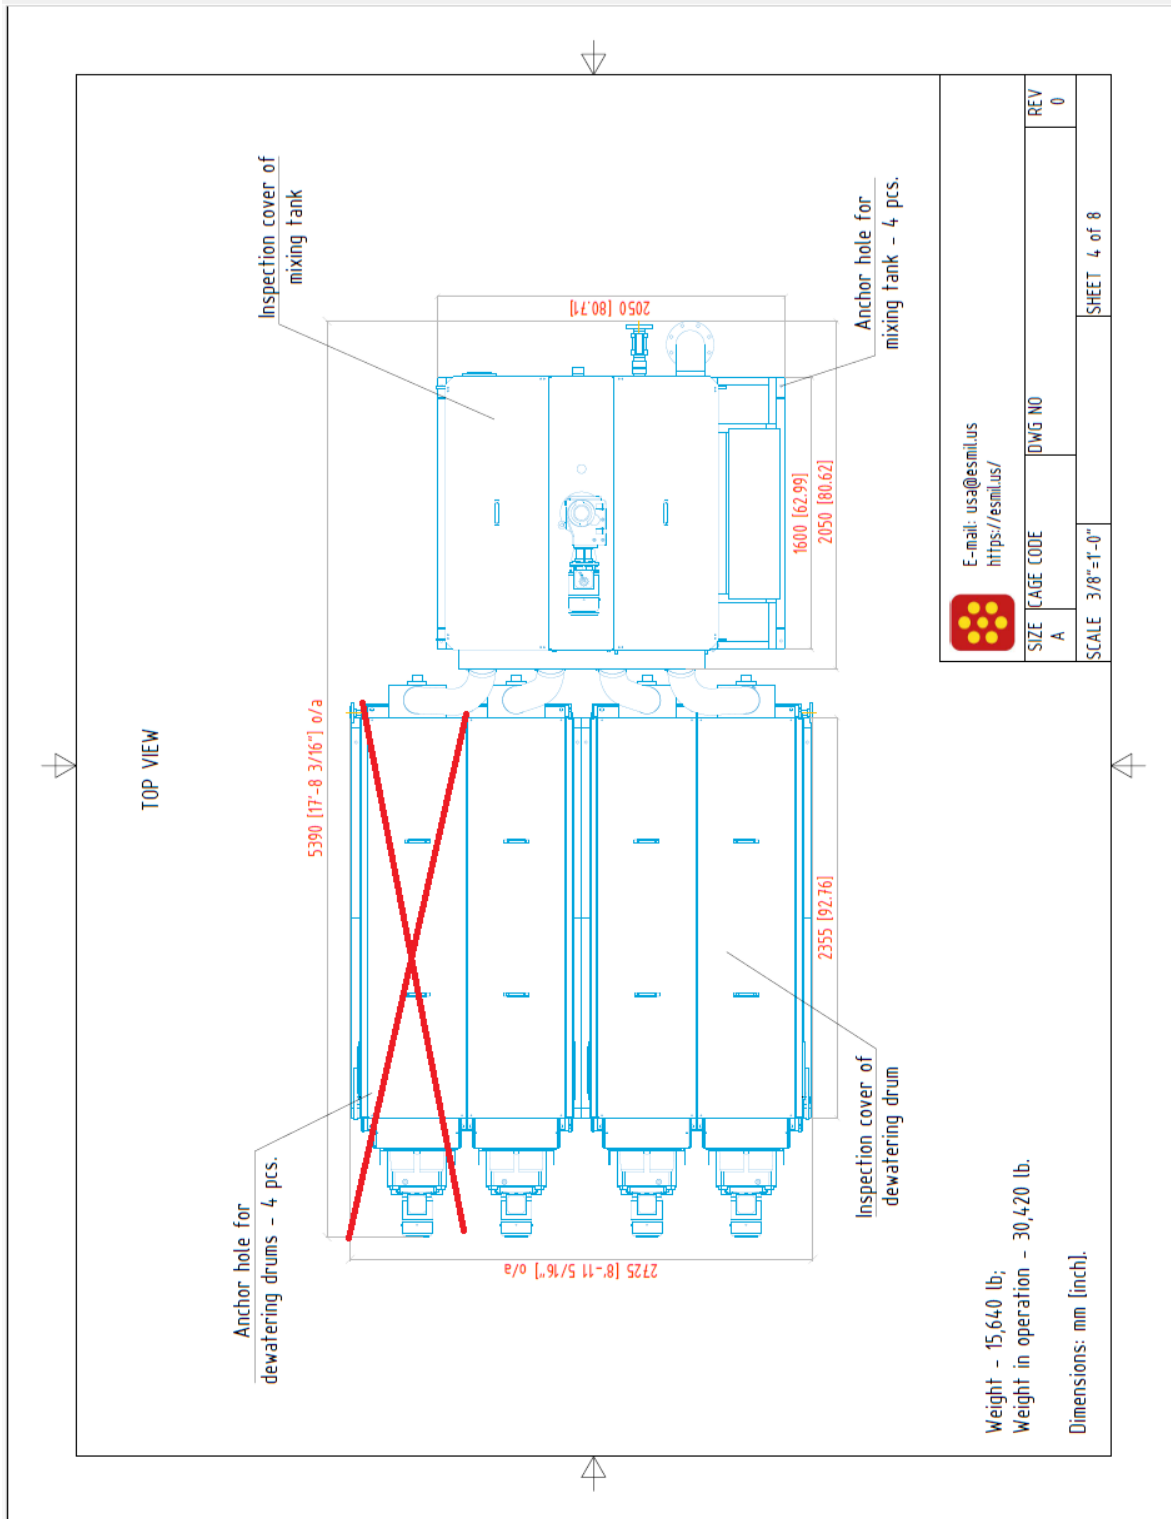 TOP VIEW
Inspection cover of
mixing tank
Anchor hole for
dewatering drums - 4 pcs.
5390 [17'-8 3/16"] o/a
2050 [80.71]
2725 [8'-11 5/16"] o/a
1600 [62.99]
2050 [80.62]
2355 [92.76]
Anchor hole for
mixing tank - 4 pcs.
Inspection cover of
dewatering drum
Weight - 15,640 lb;
Weight in operation - 30,420 lb.
Dimensions: mm [inch].
E-mail: usa@esmil.us
https://esmil.us/
SIZE
A
CAGE CODE
DWG NO
REV
0
SCALE 3/8"=1'-0"
SHEET 4 of 8